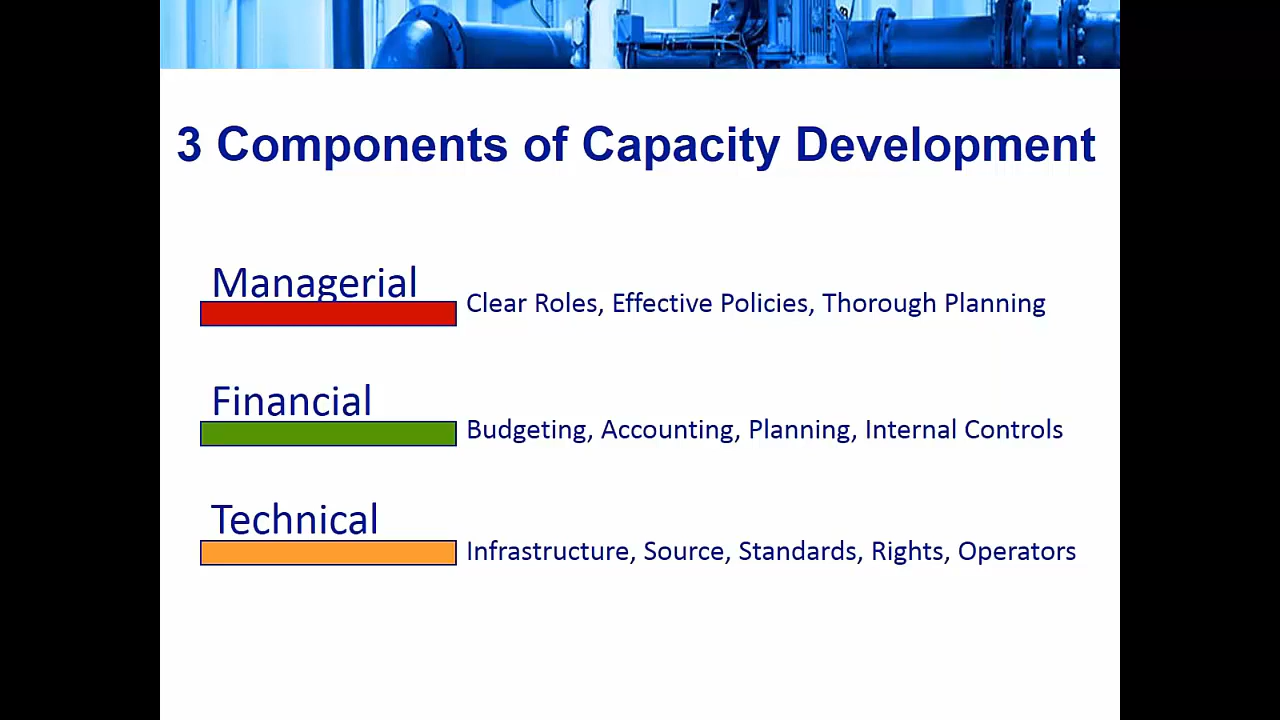 3 Components of Capacity Development
Managerial
Clear Roles, Effective Policies, Thorough Planning
Financial
Budgeting, Accounting, Planning, Internal Controls
Technical
Infrastructure, Source, Standards, Rights, Operators